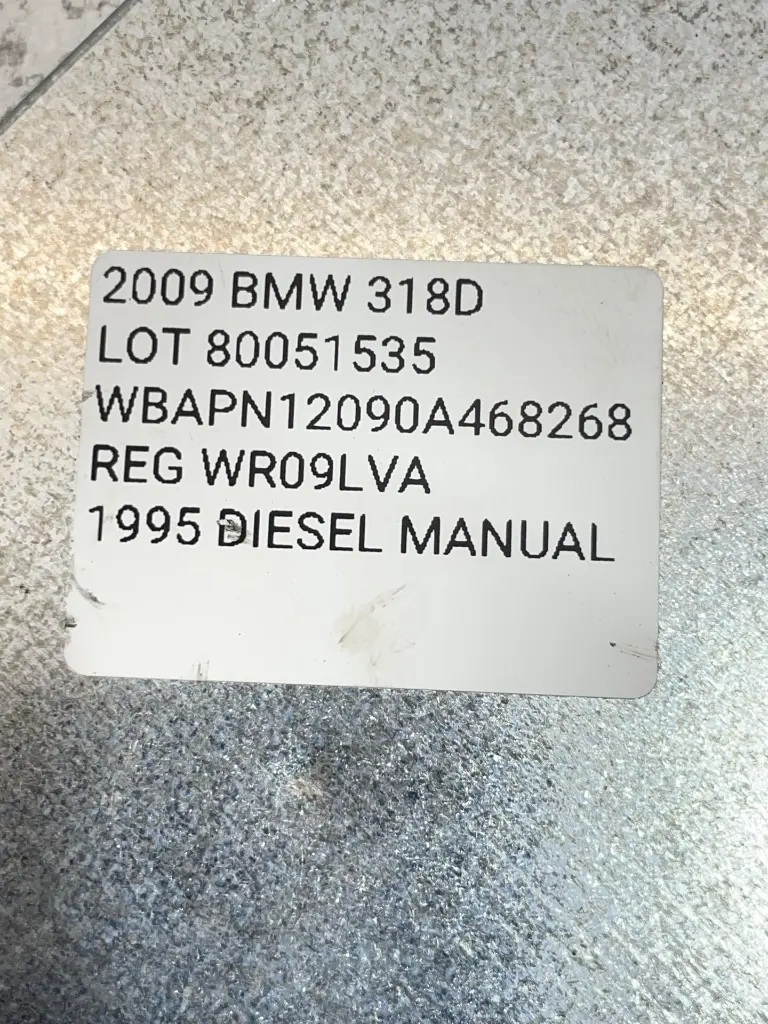 2009 BMW 318D
LOT 80051535
WBAPN12090A468268
REG WR09LVA
1995 DIESEL MANUAL